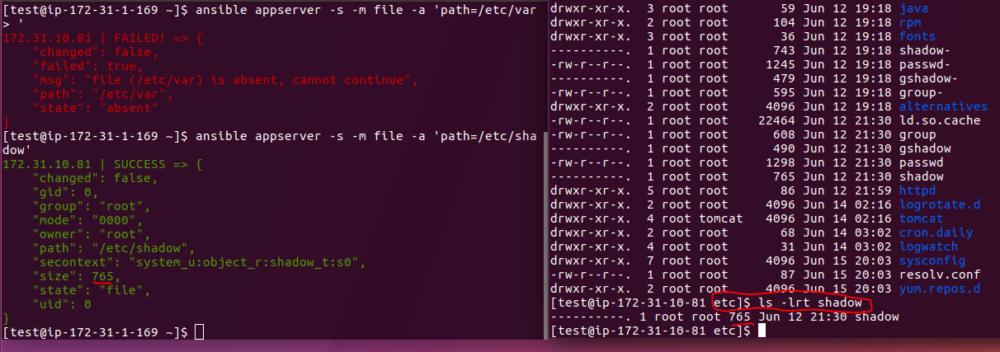 [test@ip-172-31-1-169 ~]$ ansible appserver -s -m file -a 'path=/etc/var
> '
172.31.10.81 | FAILED! => {
    "changed": false,
    "failed": true,
    "msg": "file (/etc/var) is absent, cannot continue",
    "path": "/etc/var",
    "state": "absent"
}
[test@ip-172-31-1-169 ~]$ ansible appserver -s -m file -a 'path=/etc/sha
dow'
172.31.10.81 | SUCCESS => {
    "changed": false,
    "gid": 0,
    "group": "root",
    "mode": "0000",
    "owner": "root",
    "path": "/etc/shadow",
    "secontext": "system_u:object_r:shadow_t:s0",
    "size": 765,
    "state": "file",
    "uid": 0
}
[test@ip-172-31-1-169 ~]$
drwxr-xr-x.  3 root root      59 Jun 12 19:18 java
drwxr-xr-x.  2 root root     104 Jun 12 19:18 rpm
drwxr-xr-x.  3 root root      36 Jun 12 19:18 fonts
----------.  1 root root     743 Jun 12 19:18 shadow-
-rw-r--r--.  1 root root    1245 Jun 12 19:18 passwd-
----------.  1 root root     479 Jun 12 19:18 gshadow-
-rw-r--r--.  1 root root     595 Jun 12 19:18 group-
drwxr-xr-x.  2 root root    4096 Jun 12 19:18 alternatives
-rw-r--r--.  1 root root   22464 Jun 12 21:30 ld.so.cache
-rw-r--r--.  1 root root     608 Jun 12 21:30 group
----------.  1 root root     490 Jun 12 21:30 gshadow
-rw-r--r--.  1 root root    1298 Jun 12 21:30 passwd
----------.  1 root root     765 Jun 12 21:30 shadow
drwxr-xr-x.  5 root root      86 Jun 12 21:59 httpd
drwxr-xr-x.  2 root root    4096 Jun 14 02:16 logrotate.d
drwxr-xr-x.  4 root tomcat  4096 Jun 14 02:16 tomcat
drwxr-xr-x.  2 root root      68 Jun 14 03:02 cron.daily
drwxr-xr-x.  4 root root      31 Jun 14 03:02 logwatch
drwxr-xr-x.  7 root root    4096 Jun 15 20:03 sysconfig
-rw-r--r--.  1 root root      87 Jun 15 20:03 resolv.conf
drwxr-xr-x.  2 root root    4096 Jun 15 20:03 yum.repos.d
[test@ip-172-31-10-81 etc]$ ls -lrt shadow
----------. 1 root root 765 Jun 12 21:30 shadow
[test@ip-172-31-10-81 etc]$